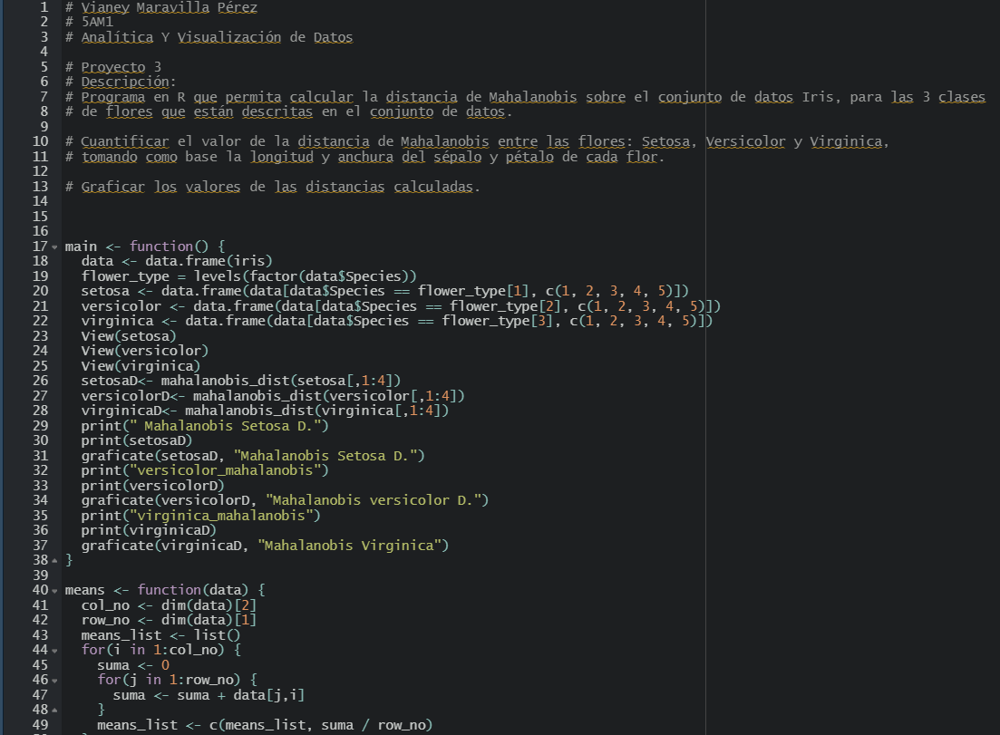 1 # Vianey Maravilla Pérez
2 # 5AM1
3 # Analítica Y Visualización de Datos
4
5 # Proyecto 3
6 # Descripción:
7 # Programa en R que permita calcular la distancia de Mahalanobis sobre el conjunto de datos Iris, para las 3 clases
8 # de flores que están descritas en el conjunto de datos.
9
10 # Cuantificar el valor de la distancia de Mahalanobis entre las flores: Setosa, Versicolor y Virginica,
11 # tomando como base la longitud y anchura del sépalo y pétalo de cada flor.
12
13 # Graficar los valores de las distancias calculadas.
14
15
16
17 main <- function() {
18   data <- data.frame(iris)
19   flower_type = levels(factor(data$Species))
20   setosa <- data.frame(data[data$Species == flower_type[1], c(1, 2, 3, 4, 5)])
21   versicolor <- data.frame(data[data$Species == flower_type[2], c(1, 2, 3, 4, 5)])
22   virginica <- data.frame(data[data$Species == flower_type[3], c(1, 2, 3, 4, 5)])
23   View(setosa)
24   View(versicolor)
25   View(virginica)
26   setosaD<- mahalanobis_dist(setosa[,1:4])
27   versicolorD<- mahalanobis_dist(versicolor[,1:4])
28   virginicaD<- mahalanobis_dist(virginica[,1:4])
29   print(" Mahalanobis Setosa D.")
30   print(setosaD)
31   graficate(setosaD, "Mahalanobis Setosa D.")
32   print("versicolor_mahalanobis")
33   print(versicolorD)
34   graficate(versicolorD, "Mahalanobis versicolor D.")
35   print("virginica_mahalanobis")
36   print(virginicaD)
37   graficate(virginicaD, "Mahalanobis Virginica")
38 }
39
40 means <- function(data) {
41   col_no <- dim(data)[2]
42   row_no <- dim(data)[1]
43   means_list <- list()
44   for(i in 1:col_no) {
45     suma <- 0
46     for(j in 1:row_no) {
47       suma <- suma + data[j,i]
48     }
49     means_list <- c(means_list, suma / row_no)